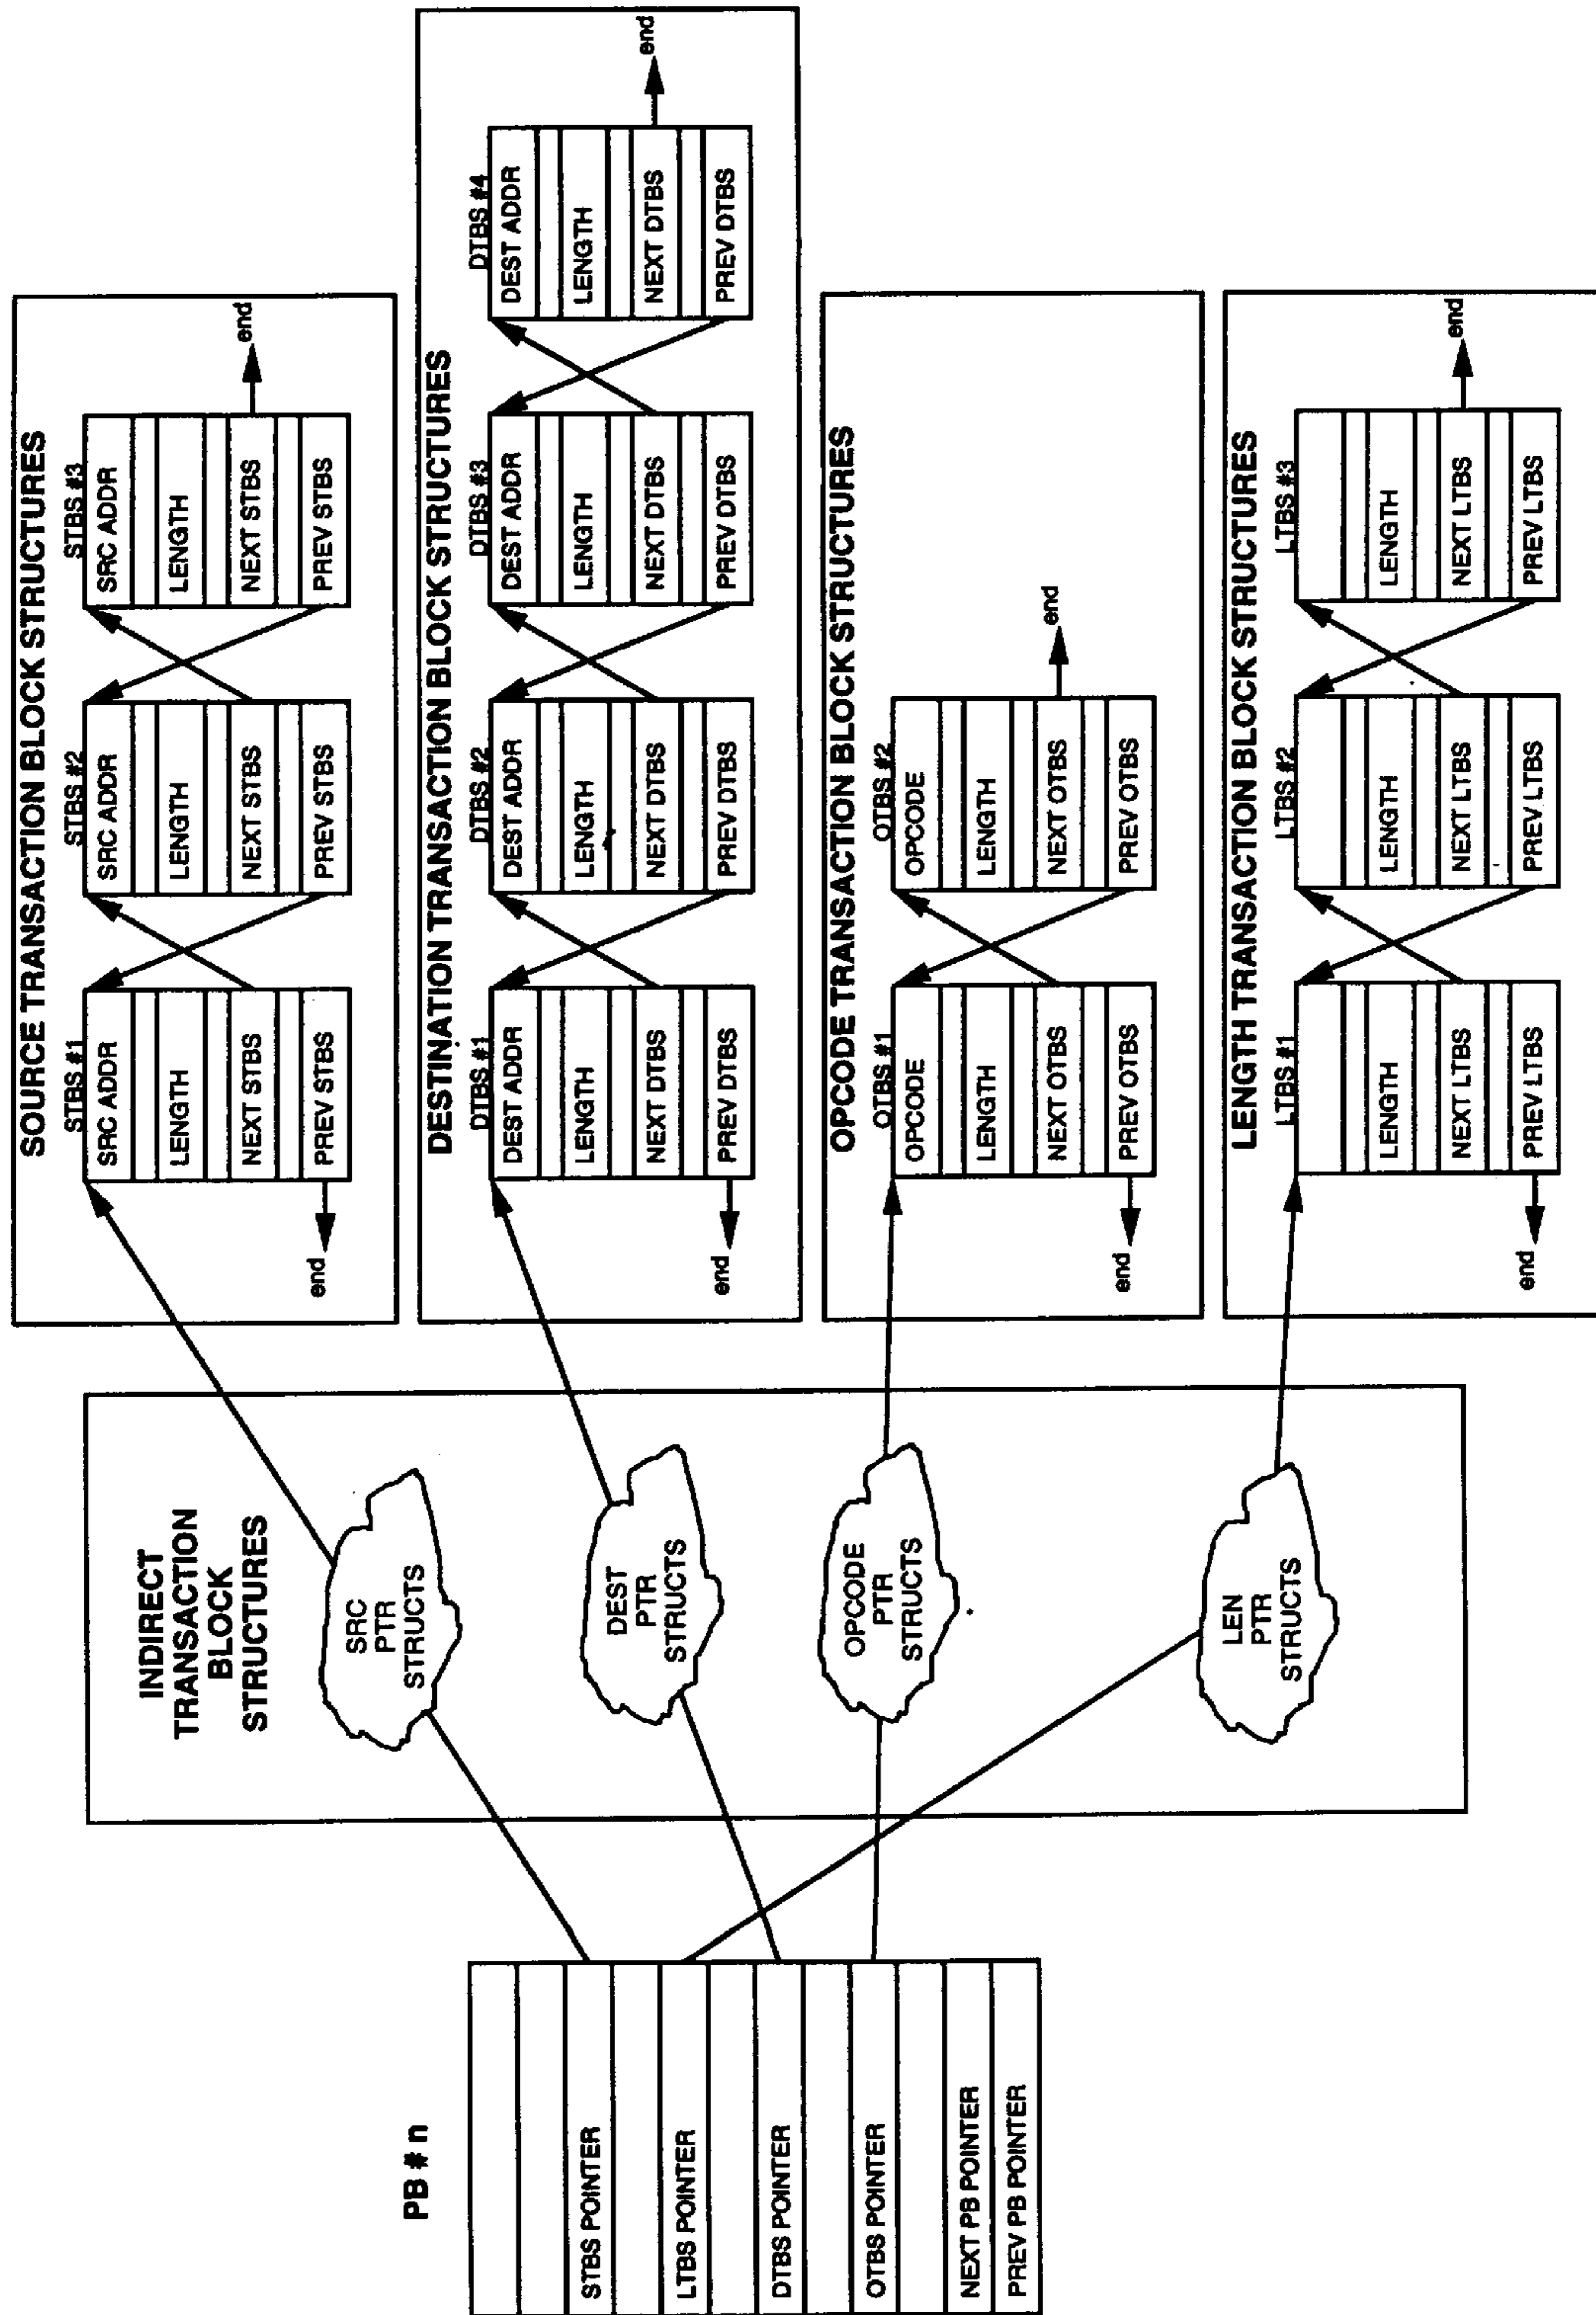 PB # n
STBS POINTER
LTBS POINTER
DTBS POINTER
OTBS POINTER
NEXT PB POINTER
PREV PB POINTER
INDIRECT
TRANSACTION
BLOCK
STRUCTURES
SRC
PTR
STRUCTS
DEST
PTR
STRUCTS
OPCODE
PTR
STRUCTS
LEN
PTR
STRUCTS
SOURCE TRANSACTION BLOCK STRUCTURES
STBS #1
SRC ADDR
LENGTH
NEXT STBS
PREV STBS
end
STBS #2
SRC ADDR
LENGTH
NEXT STBS
PREV STBS
STBS #3
SRC ADDR
LENGTH
NEXT STBS
PREV STBS
end
DESTINATION TRANSACTION BLOCK STRUCTURES
DTBS #1
DEST ADDR
LENGTH
NEXT DTBS
PREV DTBS
end
DTBS #2
DEST ADDR
LENGTH
NEXT DTBS
PREV DTBS
DTBS #3
DEST ADDR
LENGTH
NEXT DTBS
PREV DTBS
DTBS #4
DEST ADDR
LENGTH
NEXT DTBS
PREV DTBS
end
OPCODE TRANSACTION BLOCK STRUCTURES
OTBS #1
OPCODE
LENGTH
NEXT OTBS
PREV OTBS
end
OTBS #2
OPCODE
LENGTH
NEXT OTBS
PREV OTBS
end
LENGTH TRANSACTION BLOCK STRUCTURES
LTBS #1
LENGTH
NEXT LTBS
PREV LTBS
end
LTBS #2
LENGTH
NEXT LTBS
PREV LTBS
LTBS #3
LENGTH
NEXT LTBS
PREV LTBS
end